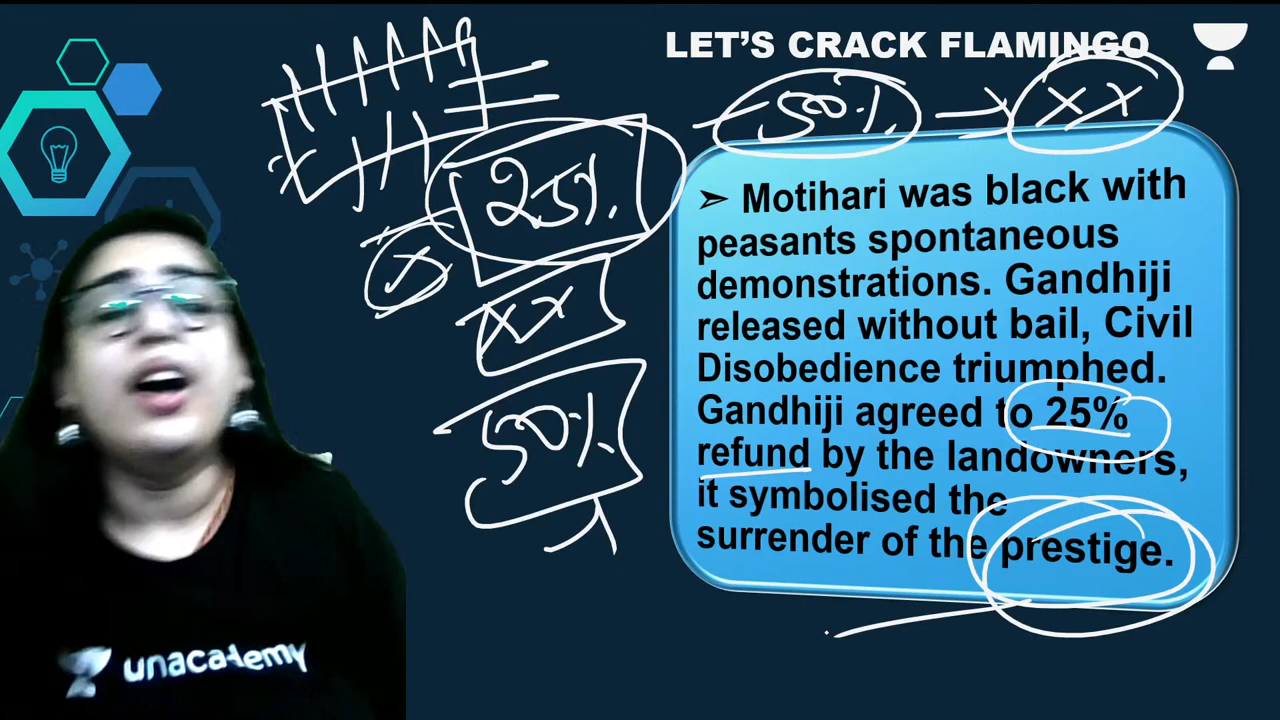 LET'S CRACK FLAMINGO
50%
x x
25%
➢ Motihari was black with
peasants spontaneous
demonstrations. Gandhiji
released without bail, Civil
Disobedience triumphed.
Gandhiji agreed to 25%
refund by the landowners,
it symbolised the
surrender of the prestige.
x x
50%
unacademy